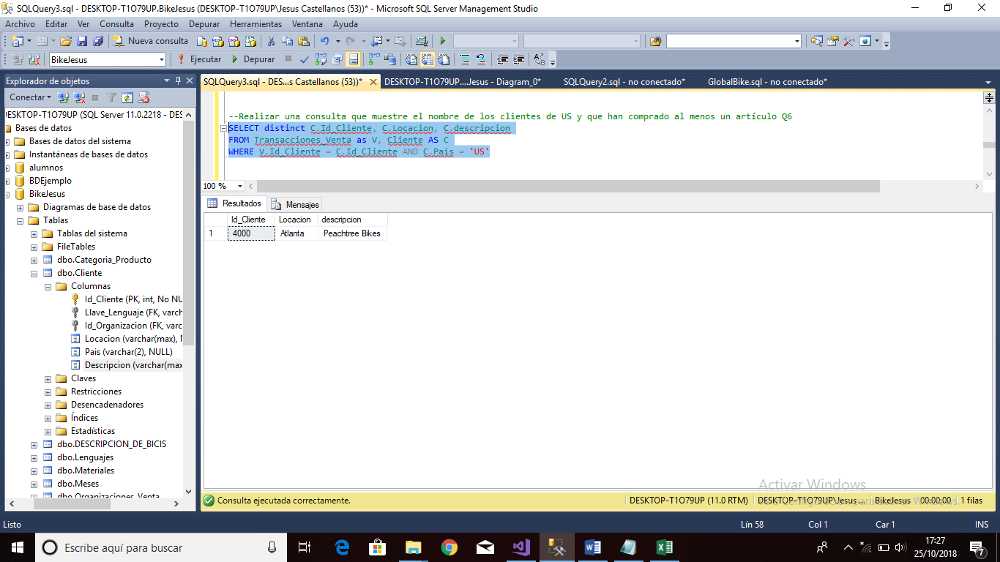 SQLQuery3.sql - DESKTOP-T1O79UP.BikeJesus (DESKTOP-T1O79UP\Jesus Castellanos (53))* - Microsoft SQL Server Management Studio
Archivo Editar Ver Consulta Proyecto Depurar Herramientas Ventana Ayuda
Nueva consulta
BikeJesus Ejecutar Depurar
Explorador de objetos
SQLQuery3.sql - DES...s Castellanos (53))* DESKTOP-T1O79UP....Jesus - Diagram_0* SQLQuery2.sql - no conectado* GlobalBike.sql - no conectado*
Conectar
ESKTOP-T1O79UP (SQL Server 11.0.2218 - DES
Bases de datos
Bases de datos del sistema
Instantáneas de bases de datos
alumnos
BDEjemplo
BikeJesus
Diagramas de base de datos
Tablas
Tablas del sistema
FileTables
dbo.Categoria_Producto
dbo.Cliente
Columnas
Id_Cliente (PK, int, No NU
Llave_Lenguaje (FK, varch
Id_Organizacion (FK, varc
Locacion (varchar(max), N
Pais (varchar(2), NULL)
Descripcion (varchar(max
Claves
Restricciones
Desencadenadores
Índices
Estadísticas
dbo.DESCRIPCION_DE_BICIS
dbo.Lenguajes
dbo.Materiales
dbo.Meses
dbo.Organizaciones_Venta
--Realizar una consulta que muestre el nombre de los clientes de US y que han comprado al menos un artículo Q6
SELECT distinct C.Id_Cliente, C.Locacion, C.descripcion
FROM Transacciones_Venta as V, Cliente AS C
WHERE V.Id_Cliente = C.Id_Cliente AND C.Pais = 'US'
100 %
Resultados Mensajes
Id_Cliente Locacion descripcion
1 4000 Atlanta Peachtree Bikes
Activar Windows
Consulta ejecutada correctamente. DESKTOP-T1O79UP (11.0 RTM) DESKTOP-T1O79UP\Jesus ... BikeJesus 00:00:00 1 filas
Listo Lín 58 Col 1 Car 1 INS
Escribe aquí para buscar
17:27
25/10/2018
7